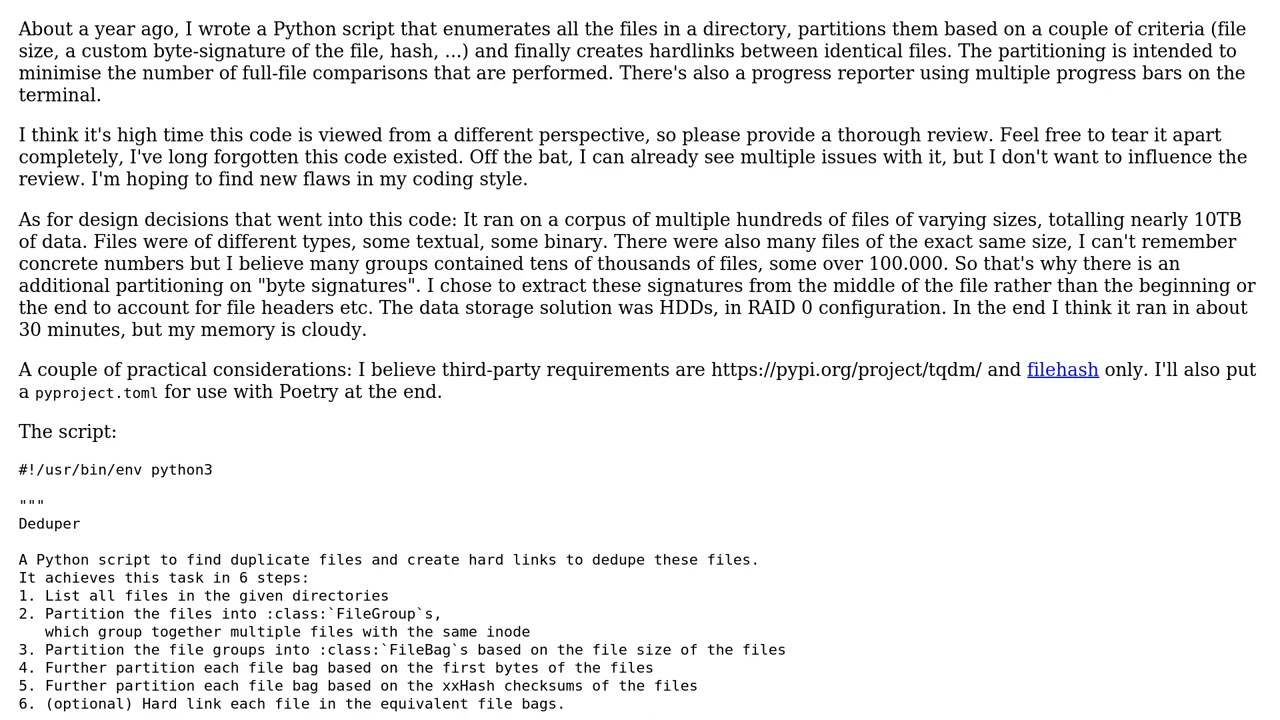 About a year ago, I wrote a Python script that enumerates all the files in a directory, partitions them based on a couple of criteria (file
size, a custom byte-signature of the file, hash, ...) and finally creates hardlinks between identical files. The partitioning is intended to
minimise the number of full-file comparisons that are performed. There's also a progress reporter using multiple progress bars on the
terminal.
I think it's high time this code is viewed from a different perspective, so please provide a thorough review. Feel free to tear it apart
completely, I've long forgotten this code existed. Off the bat, I can already see multiple issues with it, but I don't want to influence the
review. I'm hoping to find new flaws in my coding style.
As for design decisions that went into this code: It ran on a corpus of multiple hundreds of files of varying sizes, totalling nearly 10TB
of data. Files were of different types, some textual, some binary. There were also many files of the exact same size, I can't remember
concrete numbers but I believe many groups contained tens of thousands of files, some over 100.000. So that's why there is an
additional partitioning on "byte signatures". I chose to extract these signatures from the middle of the file rather than the beginning or
the end to account for file headers etc. The data storage solution was HDDs, in RAID 0 configuration. In the end I think it ran in about
30 minutes, but my memory is cloudy.
A couple of practical considerations: I believe third-party requirements are https://pypi.org/project/tqdm/ and filehash only. I'll also put
a pyproject.toml for use with Poetry at the end.
The script:
#!/usr/bin/env python3
"""
Deduper
A Python script to find duplicate files and create hard links to dedupe these files.
It achieves this task in 6 steps:
1. List all files in the given directories
2. Partition the files into :class:`FileGroup`s,
   which group together multiple files with the same inode
3. Partition the file groups into :class:`FileBag`s based on the file size of the files
4. Further partition each file bag based on the first bytes of the files
5. Further partition each file bag based on the xxHash checksums of the files
6. (optional) Hard link each file in the equivalent file bags.